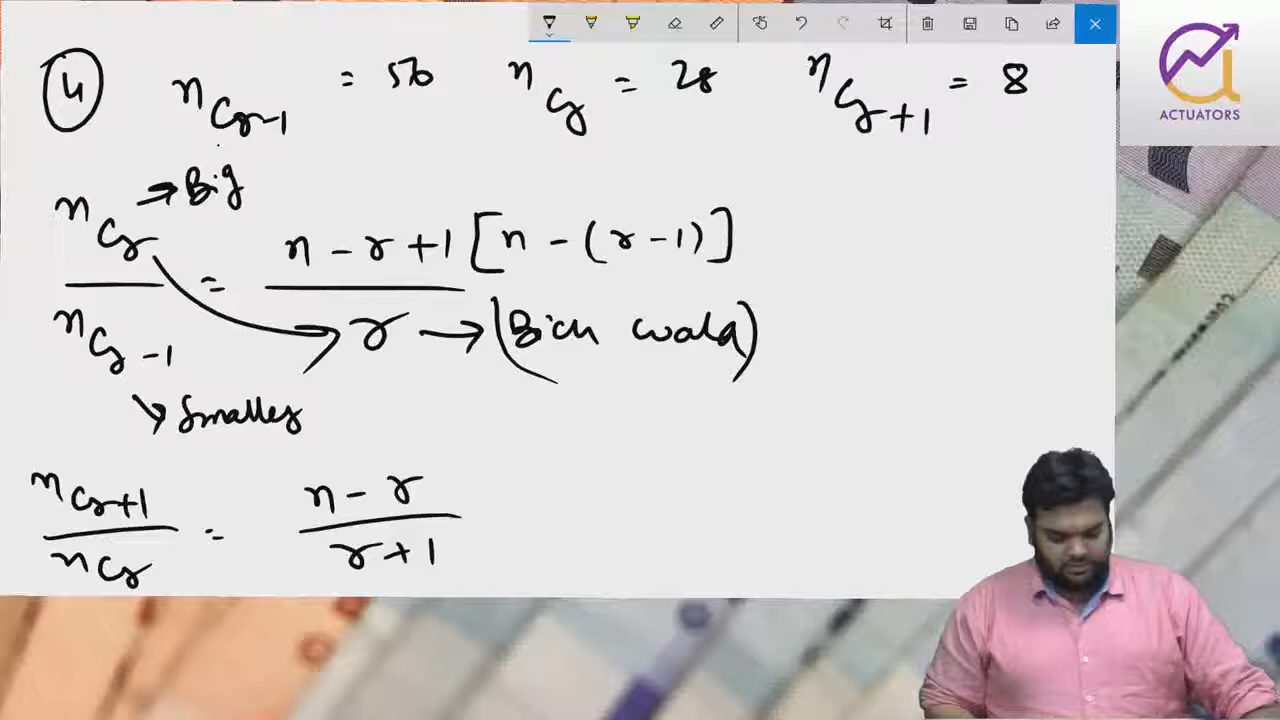 ④ ⁿCᵣ₋₁ = 56 ⁿCᵣ = 28 ⁿCᵣ₊₁ = 8
ACTUATORS
→ Big
ⁿCᵣ / ⁿCᵣ₋₁ = n - r + 1 [n - (r - 1)] / r → (Bich wala)
↘ Smaller
ⁿCᵣ₊₁ / ⁿCᵣ = n - r / r + 1